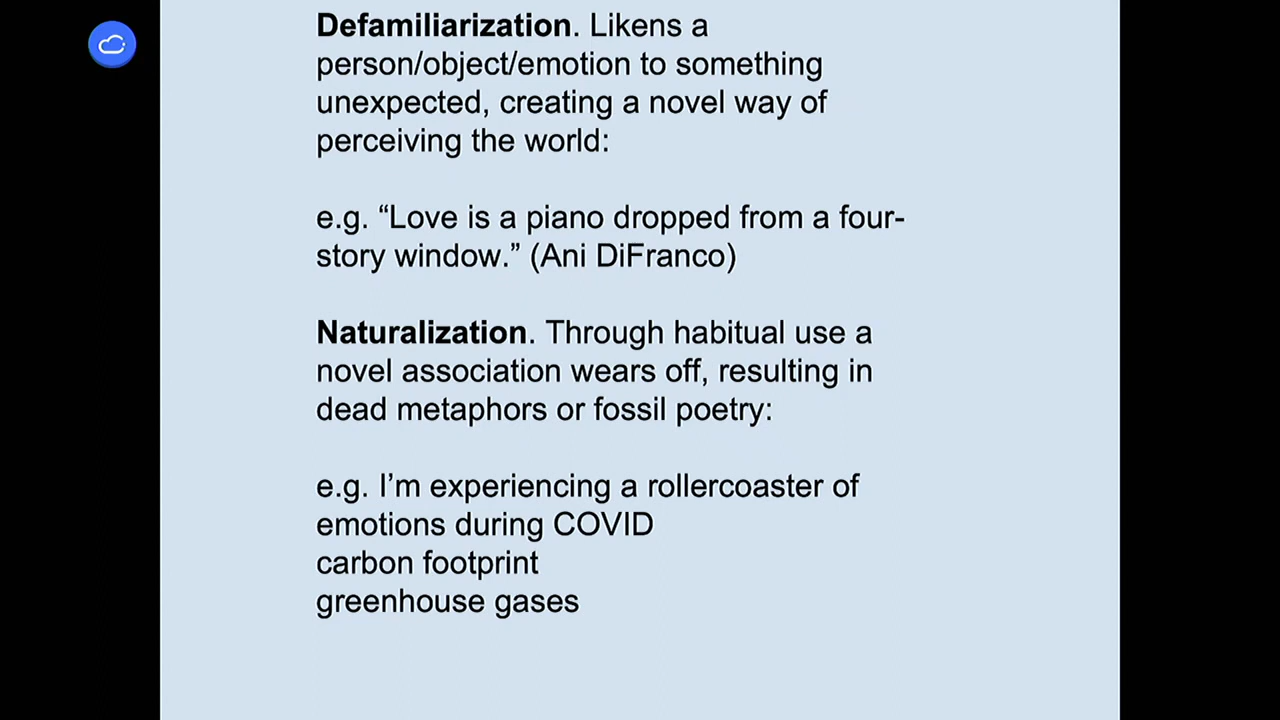 Defamiliarization. Likens a
person/object/emotion to something
unexpected, creating a novel way of
perceiving the world:
e.g. “Love is a piano dropped from a four-
story window.” (Ani DiFranco)
Naturalization. Through habitual use a
novel association wears off, resulting in
dead metaphors or fossil poetry:
e.g. I’m experiencing a rollercoaster of
emotions during COVID
carbon footprint
greenhouse gases